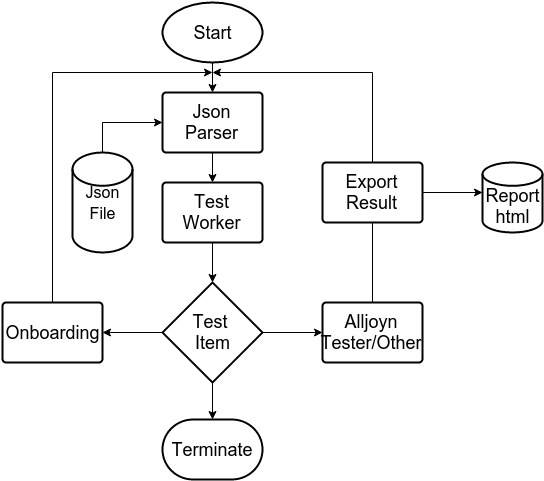 Start
Json
Parser
Json
File
Test
Worker
Export
Result
Report
html
Onboarding
Test
Item
Alljoyn
Tester/Other
Terminate